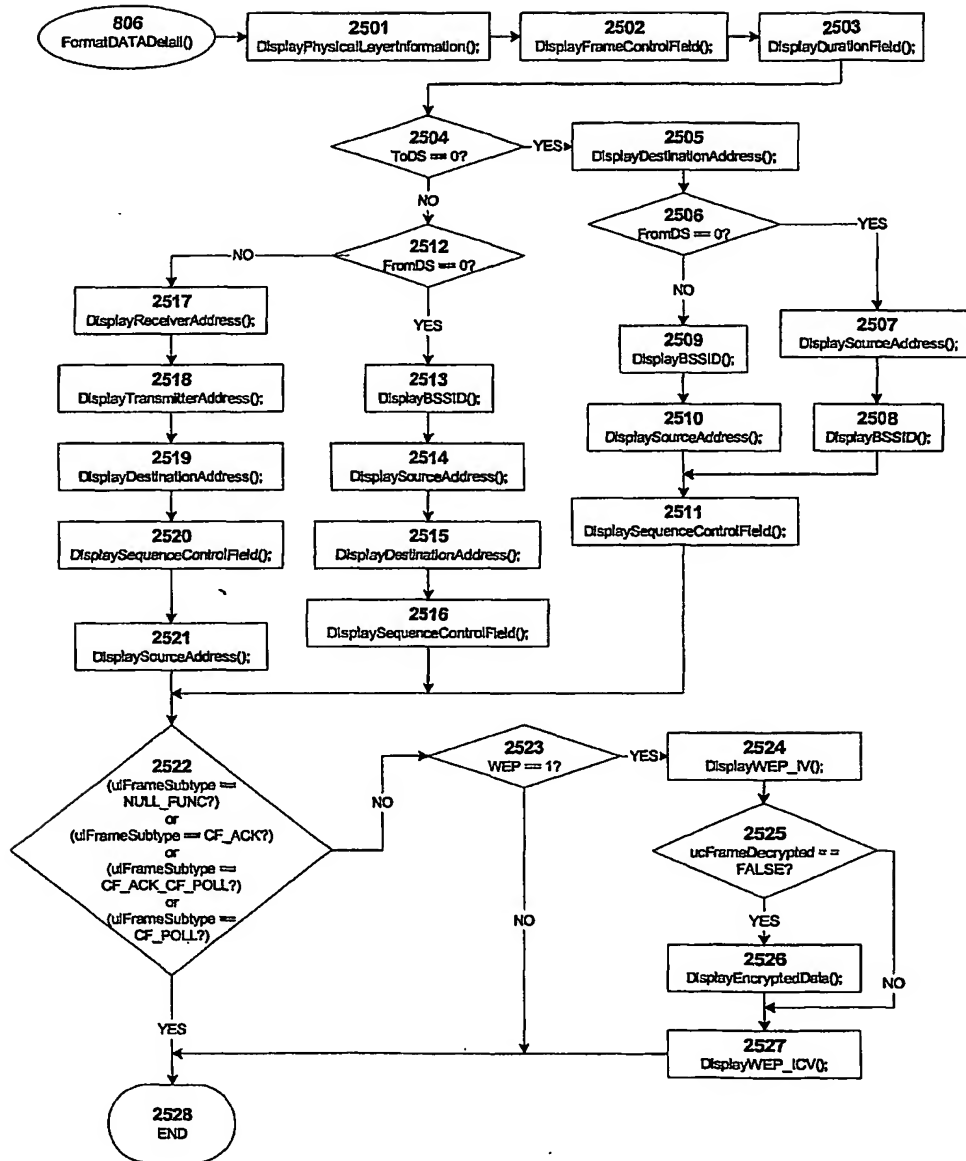 806
FormatDATADetail()
2501
DisplayPhysicalLayerInformation();
2502
DisplayFrameControlField();
2503
DisplayDurationField();
2504
ToDS == 0?
YES
2505
DisplayDestinationAddress();
NO
2506
FromDS == 0?
YES
2512
FromDS == 0?
NO
NO
YES
2517
DisplayReceiverAddress();
2507
DisplaySourceAddress();
2509
DisplayBSSID();
2518
DisplayTransmitterAddress();
2513
DisplayBSSID();
2510
DisplaySourceAddress();
2508
DisplayBSSID();
2519
DisplayDestinationAddress();
2514
DisplaySourceAddress();
2511
DisplaySequenceControlField();
2520
DisplaySequenceControlField();
2515
DisplayDestinationAddress();
2516
DisplaySequenceControlField();
2521
DisplaySourceAddress();
2522
(uiFrameSubtype ==
NULL_FUNC?)
or
(uiFrameSubtype == CF_ACK?)
or
(uiFrameSubtype ==
CF_ACK_CF_POLL?)
or
(uiFrameSubtype ==
CF_POLL?)
NO
2523
WEP == 1?
YES
2524
DisplayWEP_IV();
2525
ucFrameDecrypted ==
FALSE?
NO
YES
2526
DisplayEncryptedData();
NO
YES
2527
DisplayWEP_ICV();
2528
END